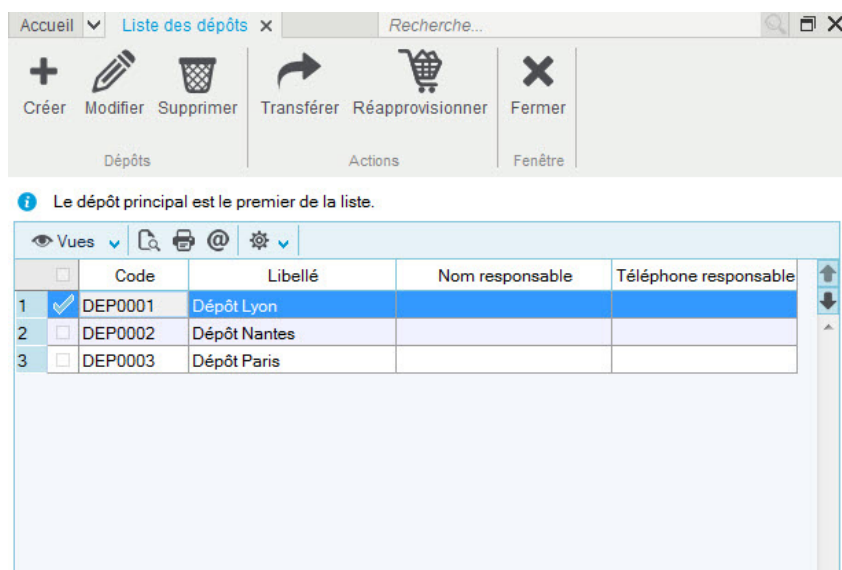 Accueil Liste des dépôts Recherche...
Créer Modifier Supprimer Transférer Réapprovisionner Fermer
Dépôts Actions Fenêtre
Le dépôt principal est le premier de la liste.
Vues
Code Libellé Nom responsable Téléphone responsable
1 DEP0001 Dépôt Lyon
2 DEP0002 Dépôt Nantes
3 DEP0003 Dépôt Paris